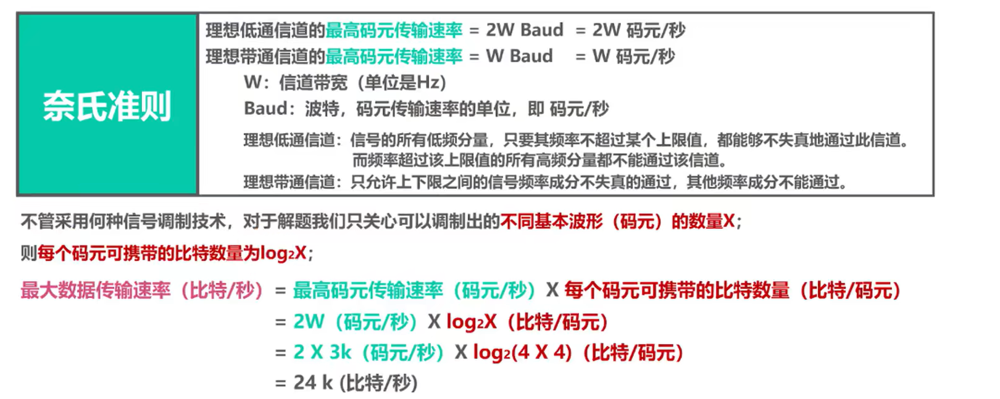 奈氏准则
理想低通信道的最高码元传输速率 = 2W Baud = 2W 码元/秒
理想带通信道的最高码元传输速率 = W Baud = W 码元/秒
W：信道带宽（单位是Hz）
Baud：波特，码元传输速率的单位，即 码元/秒
理想低通信道：信号的所有低频分量，只要其频率不超过某个上限值，都能够不失真地通过此信道。
而频率超过该上限值的所有高频分量都不能通过该信道。
理想带通信道：只允许上下限之间的信号频率成分不失真的通过，其他频率成分不能通过。
不管采用何种信号调制技术，对于解题我们只关心可以调制出的不同基本波形（码元）的数量X；
则每个码元可携带的比特数量为log₂X；
最大数据传输速率（比特/秒） = 最高码元传输速率（码元/秒） X 每个码元可携带的比特数量（比特/码元）
= 2W（码元/秒） X log₂X（比特/码元）
= 2 X 3k（码元/秒） X log₂(4 X 4)（比特/码元）
= 24 k (比特/秒)